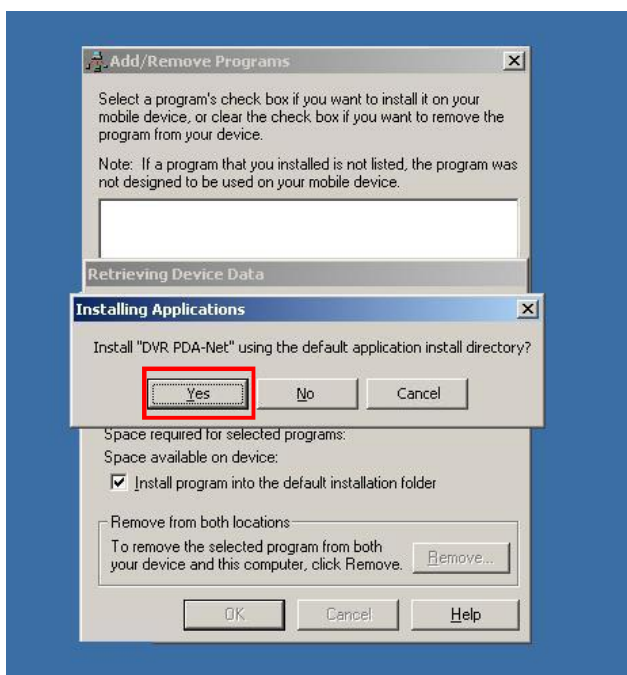 Add/Remove Programs
Select a program's check box if you want to install it on your
mobile device, or clear the check box if you want to remove the
program from your device.
Note: If a program that you installed is not listed, the program was
not designed to be used on your mobile device.
Retrieving Device Data
Installing Applications
Install "DVR PDA-Net" using the default application install directory?
Yes No Cancel
Space required for selected programs:
Space available on device:
Install program into the default installation folder
Remove from both locations
To remove the selected program from both
your device and this computer, click Remove.
Remove...
OK Cancel Help